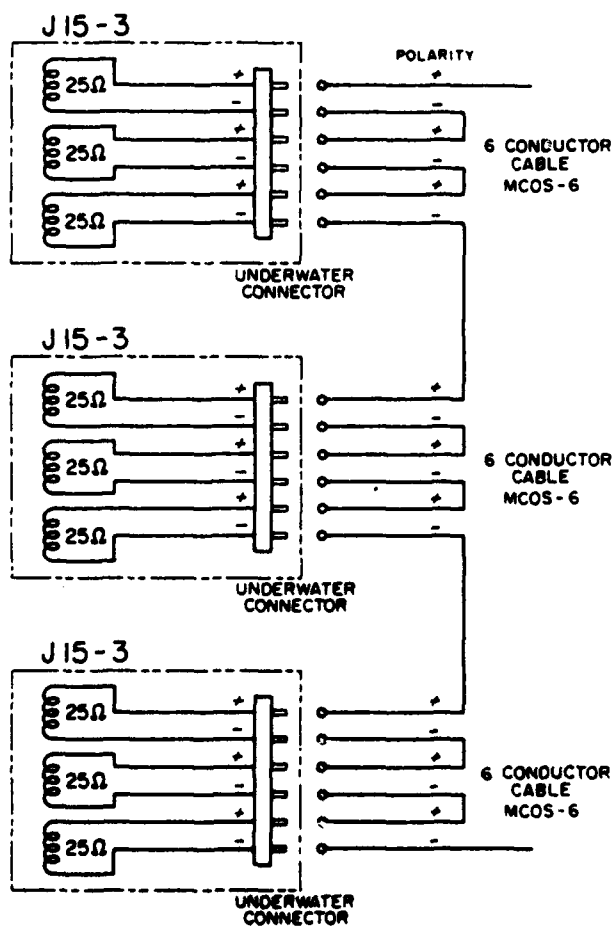 J15-3
POLARITY
25Ω
+
+
-
-
+
+
25Ω
-
-
6 CONDUCTOR
CABLE
MCOS-6
+
+
25Ω
-
-
UNDERWATER
CONNECTOR
J15-3
25Ω
+
+
-
-
+
+
25Ω
-
-
6 CONDUCTOR
CABLE
MCOS-6
+
+
25Ω
-
-
UNDERWATER
CONNECTOR
J15-3
25Ω
+
+
-
-
+
+
25Ω
-
-
6 CONDUCTOR
CABLE
MCOS-6
+
+
25Ω
-
-
UNDERWATER
CONNECTOR